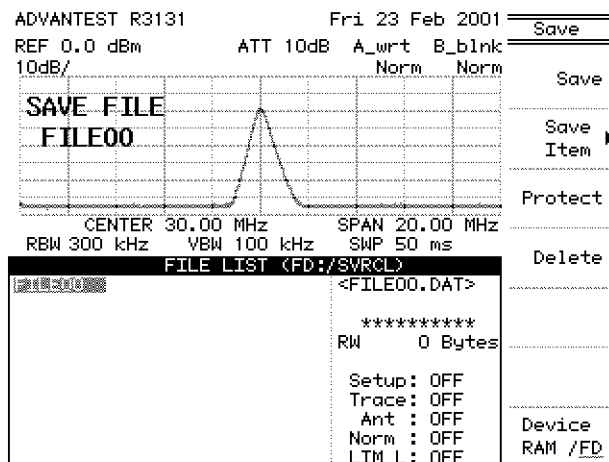 ADVANTEST R3131 Fri 23 Feb 2001
REF 0.0 dBm ATT 10dB A_wrt B_blnk
10dB/ Norm Norm
SAVE FILE
FILE00
CENTER 30.00 MHz SPAN 20.00 MHz
RBW 300 kHz VBW 100 kHz SWP 50 ms
FILE LIST (FD:/SVRCL)
<FILE00.DAT>
**********
RW 0 Bytes
Setup: OFF
Trace: OFF
Ant : OFF
Norm : OFF
LIM L: OFF
Save
Save
Save
Item
Protect
Delete
Device
RAM /FD